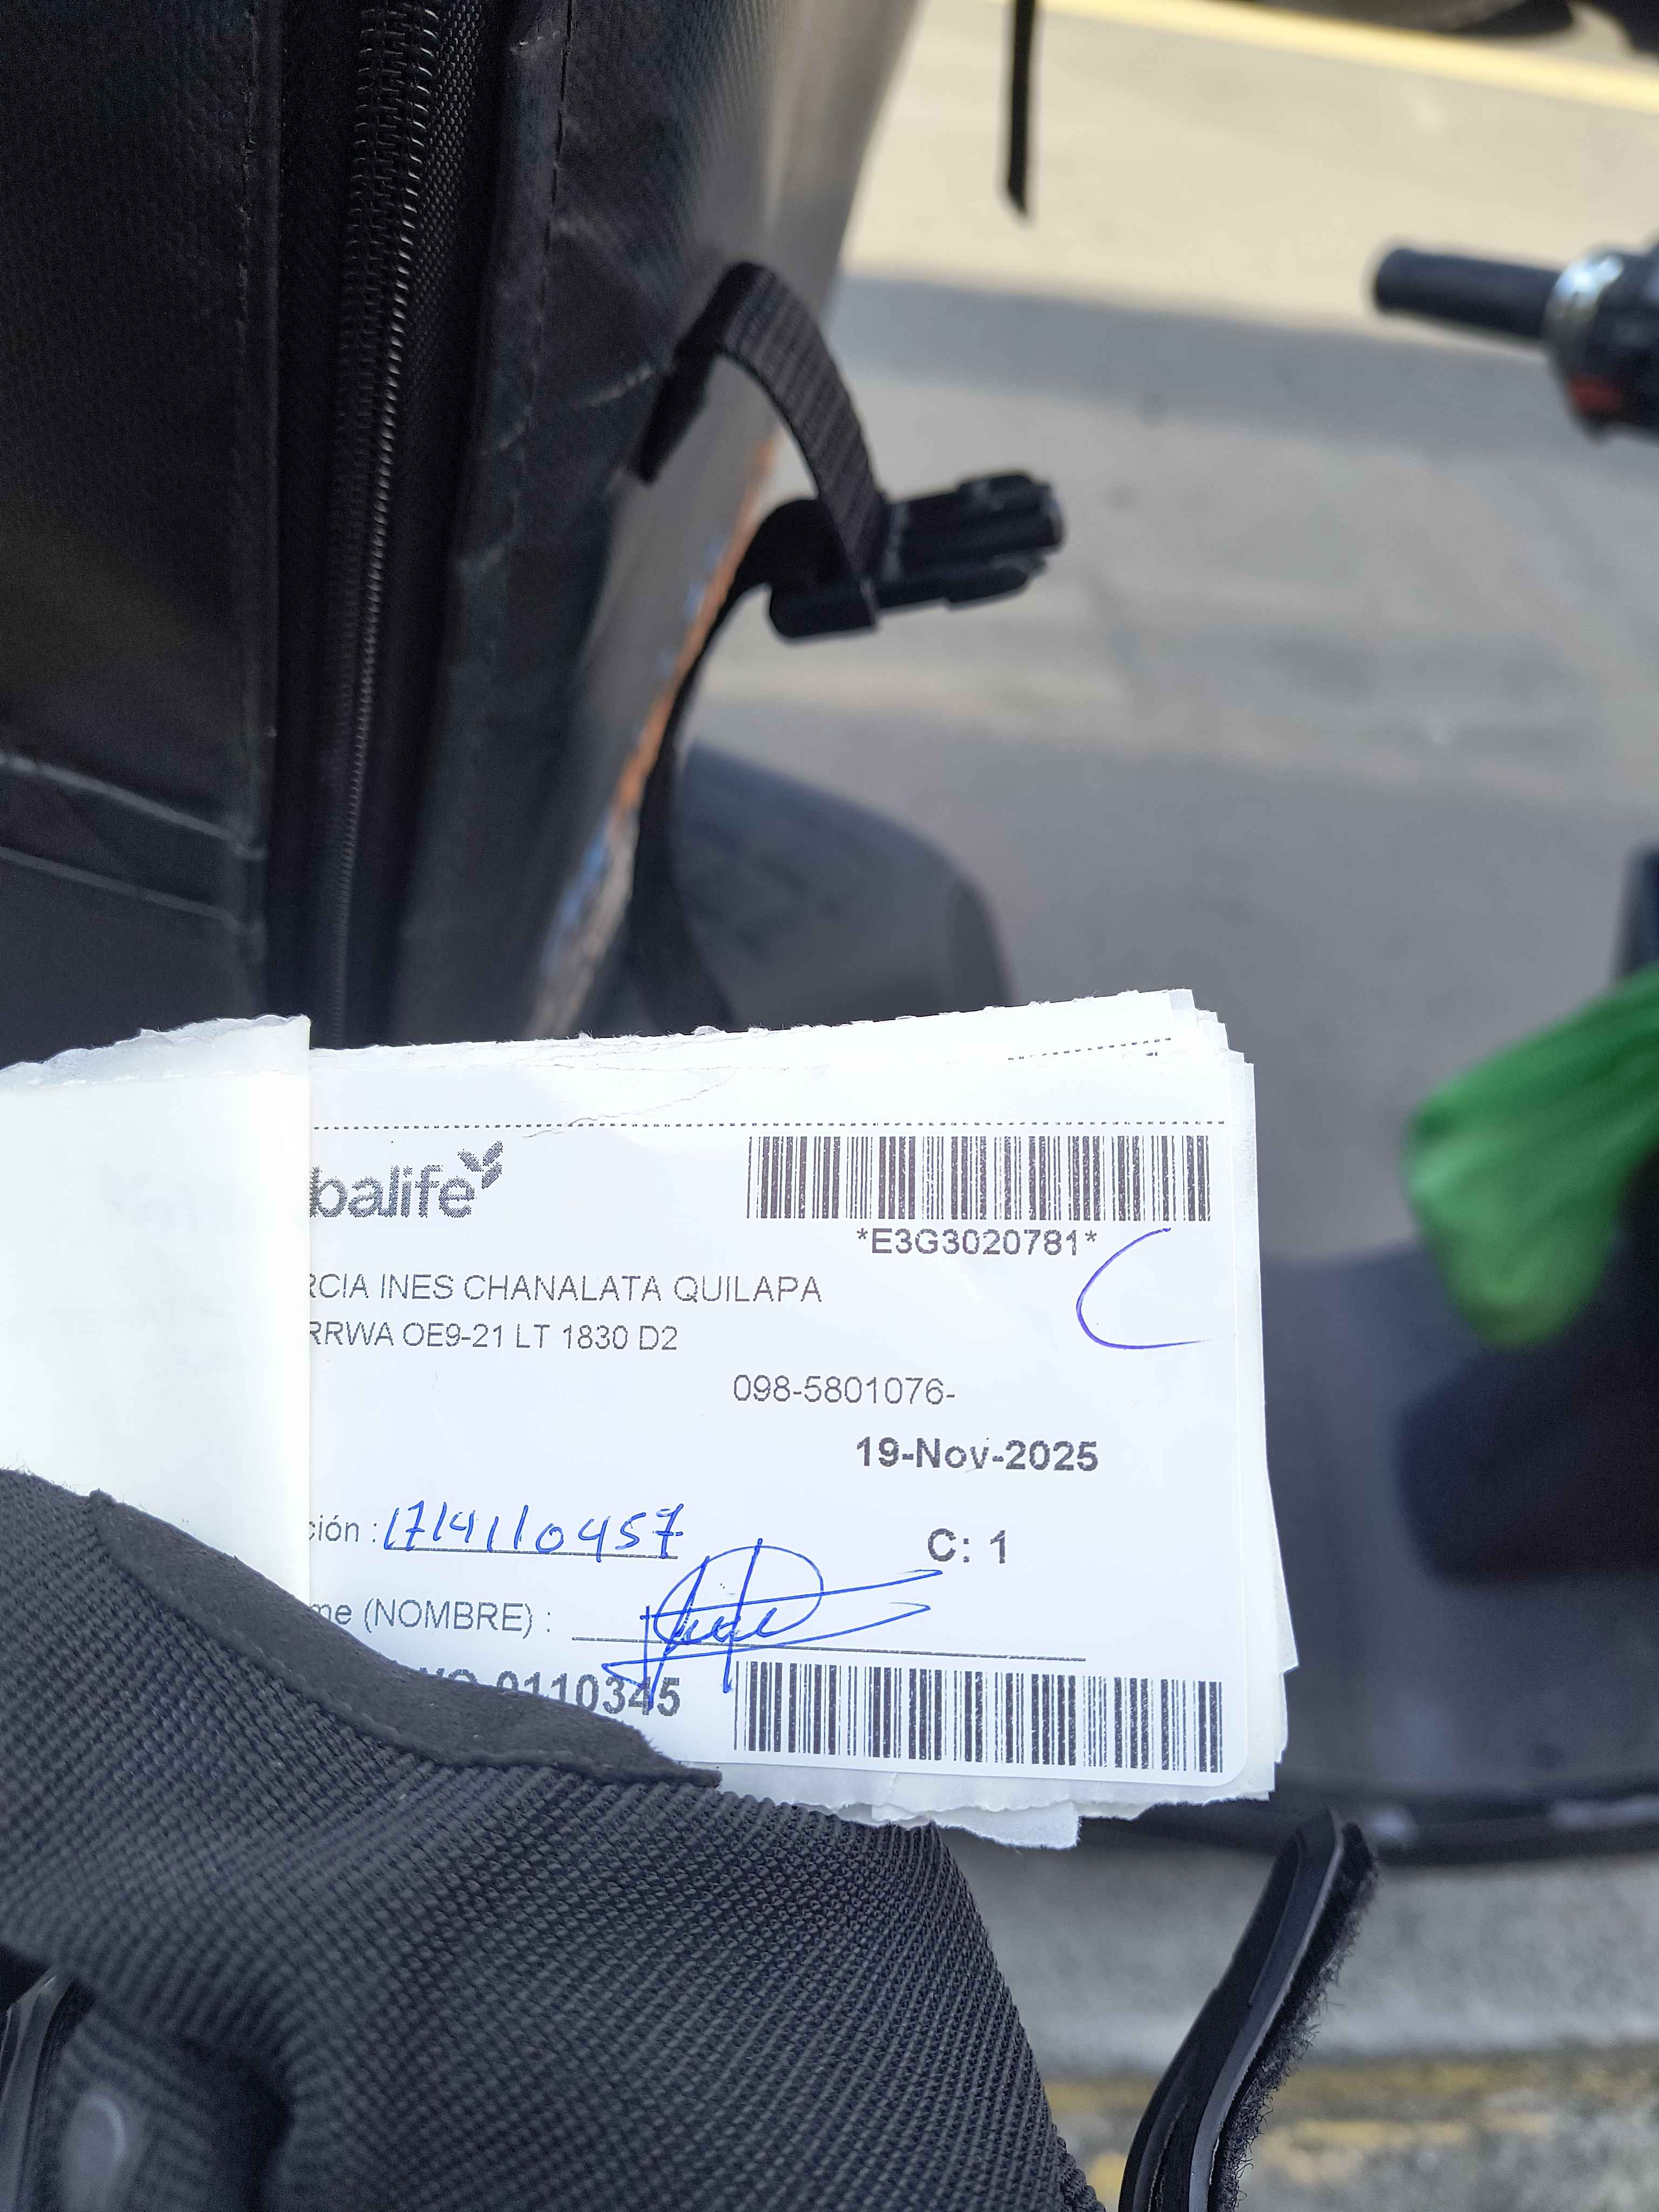 balife
*E3G3020781*
RCIA INES CHANALATA QUILAPA
RRWA OE9-21 LT 1830 D2
098-5801076-
19-Nov-2025
ción : 1714110457
C: 1
me (NOMBRE) :
0110345